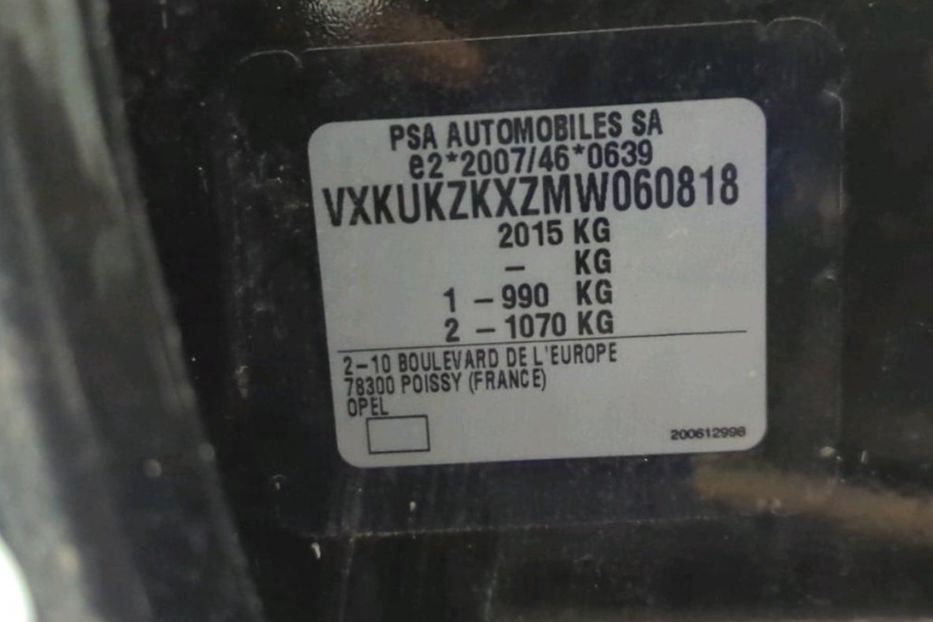 PSA AUTOMOBILES SA
e2*2007/46*0639
VXKUKZKXZMW060818
2015 KG
– KG
1 – 990 KG
2 – 1070 KG
2–10 BOULEVARD DE L'EUROPE
78300 POISSY (FRANCE)
OPEL
200612998